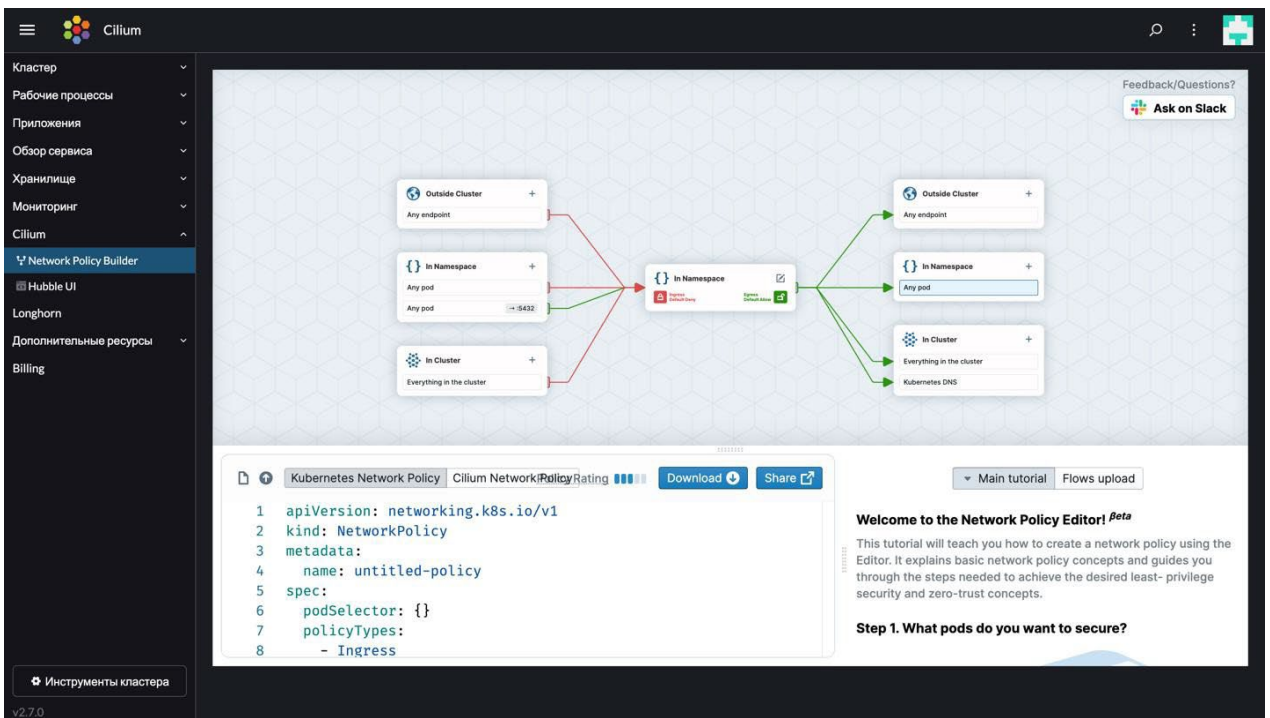 Cilium
Кластер
Рабочие процессы
Приложения
Обзор сервиса
Хранилище
Мониторинг
Cilium
Network Policy Builder
Hubble UI
Longhorn
Дополнительные ресурсы
Billing
Инструменты кластера
v2.7.0
Feedback/Questions?
Ask on Slack
Outside Cluster +
Any endpoint
{} In Namespace +
Any pod
Any pod → :5432
In Cluster +
Everything in the cluster
{} In Namespace
Ingress
Default Deny
Egress
Default Allow
Outside Cluster +
Any endpoint
{} In Namespace +
Any pod
In Cluster +
Everything in the cluster
Kubernetes DNS
Kubernetes Network Policy Cilium Network Policy Policy Rating Download Share
1 apiVersion: networking.k8s.io/v1
2 kind: NetworkPolicy
3 metadata:
4 name: untitled-policy
5 spec:
6 podSelector: {}
7 policyTypes:
8 - Ingress
Main tutorial Flows upload
Welcome to the Network Policy Editor! Beta
This tutorial will teach you how to create a network policy using the
Editor. It explains basic network policy concepts and guides you
through the steps needed to achieve the desired least- privilege
security and zero-trust concepts.
Step 1. What pods do you want to secure?